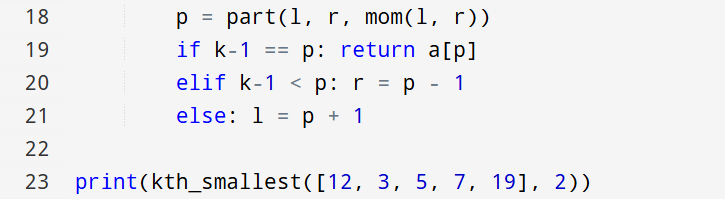 18 p = part(l, r, mom(l, r))
19 if k-1 == p: return a[p]
20 elif k-1 < p: r = p - 1
21 else: l = p + 1
22
23 print(kth_smallest([12, 3, 5, 7, 19], 2))